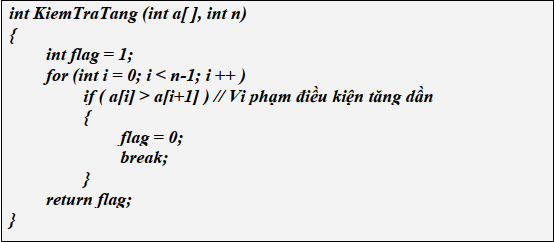 int KiemTraTang (int a[ ], int n)
{
int flag = 1;
for (int i = 0; i < n-1; i ++ )
if ( a[i] > a[i+1] ) // Vi phạm điều kiện tăng dần
{
flag = 0;
break;
}
return flag;
}